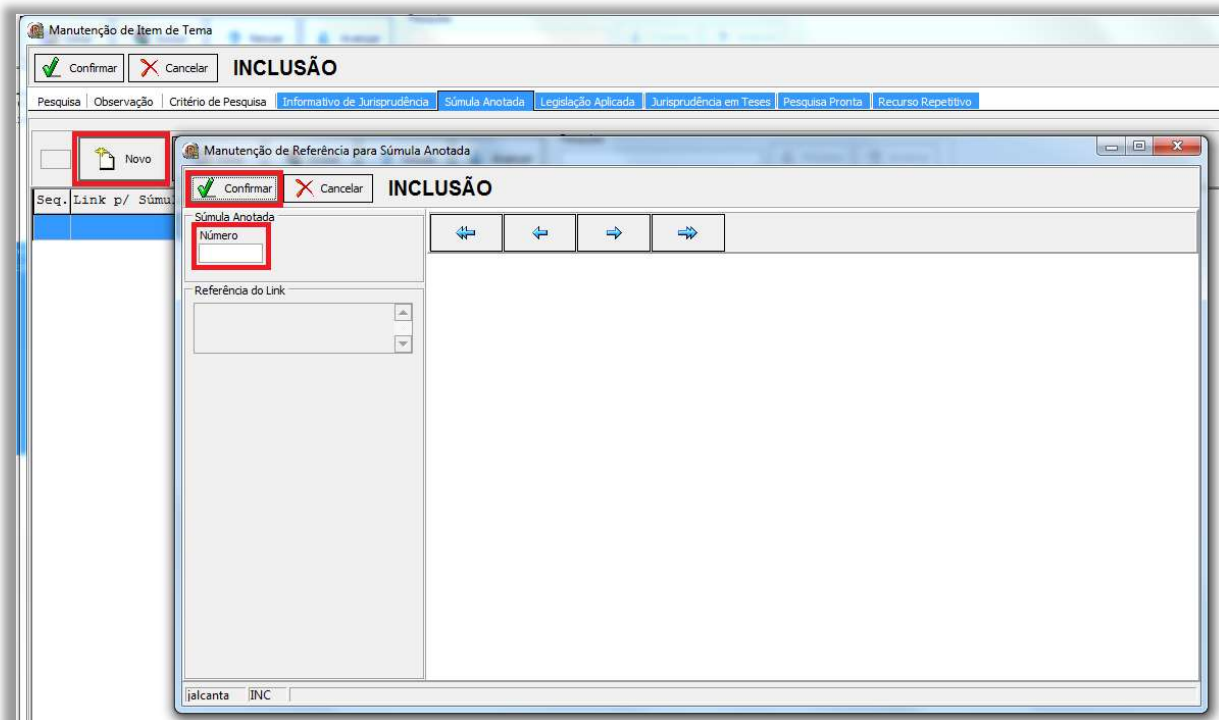 Manutenção de Item de Tema
Confirmar Cancelar INCLUSÃO
Pesquisa Observação Critério de Pesquisa Informativo de Jurisprudência Súmula Anotada Legislação Aplicada Jurisprudência em Teses Pesquisa Pronta Recurso Repetitivo
Novo
Seq. Link p/ Súmu
Manutenção de Referência para Súmula Anotada
Confirmar Cancelar INCLUSÃO
Súmula Anotada
Número
Referência do Link
jalcanta INC